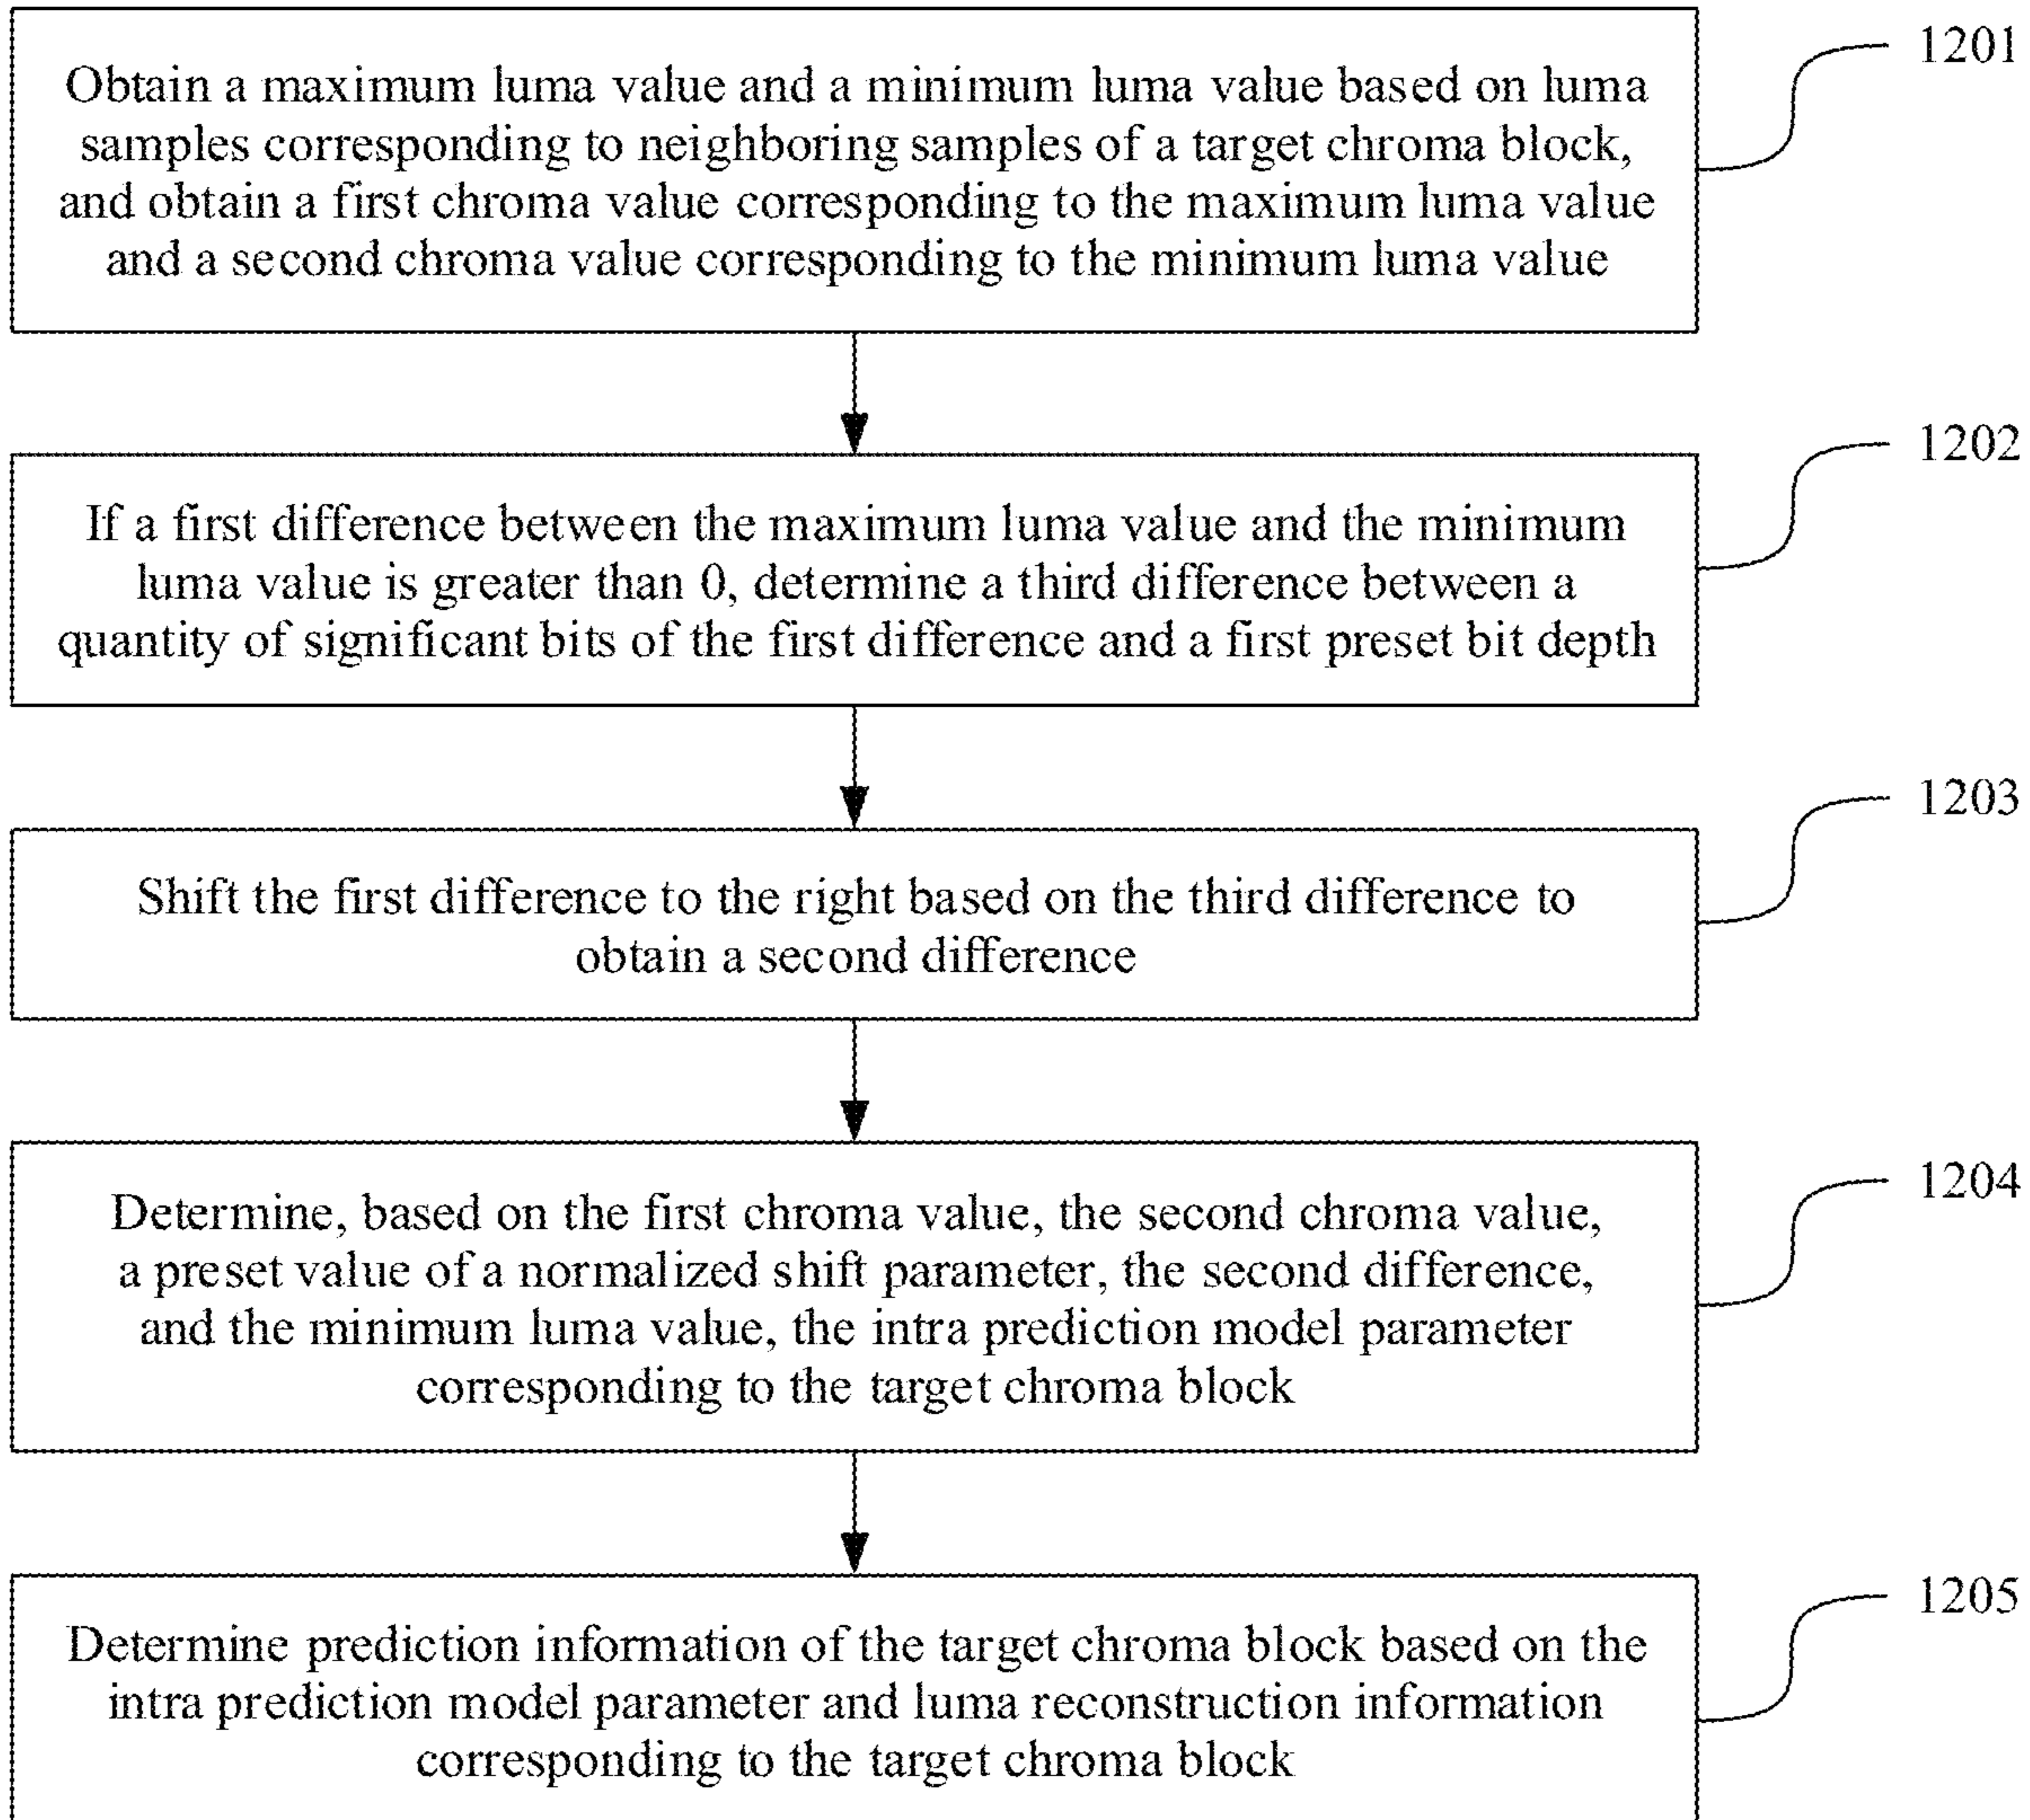 Obtain a maximum luma value and a minimum luma value based on luma
samples corresponding to neighboring samples of a target chroma block,
and obtain a first chroma value corresponding to the maximum luma value
and a second chroma value corresponding to the minimum luma value
1201
If a first difference between the maximum luma value and the minimum
luma value is greater than 0, determine a third difference between a
quantity of significant bits of the first difference and a first preset bit depth
1202
Shift the first difference to the right based on the third difference to
obtain a second difference
1203
Determine, based on the first chroma value, the second chroma value,
a preset value of a normalized shift parameter, the second difference,
and the minimum luma value, the intra prediction model parameter
corresponding to the target chroma block
1204
Determine prediction information of the target chroma block based on the
intra prediction model parameter and luma reconstruction information
corresponding to the target chroma block
1205